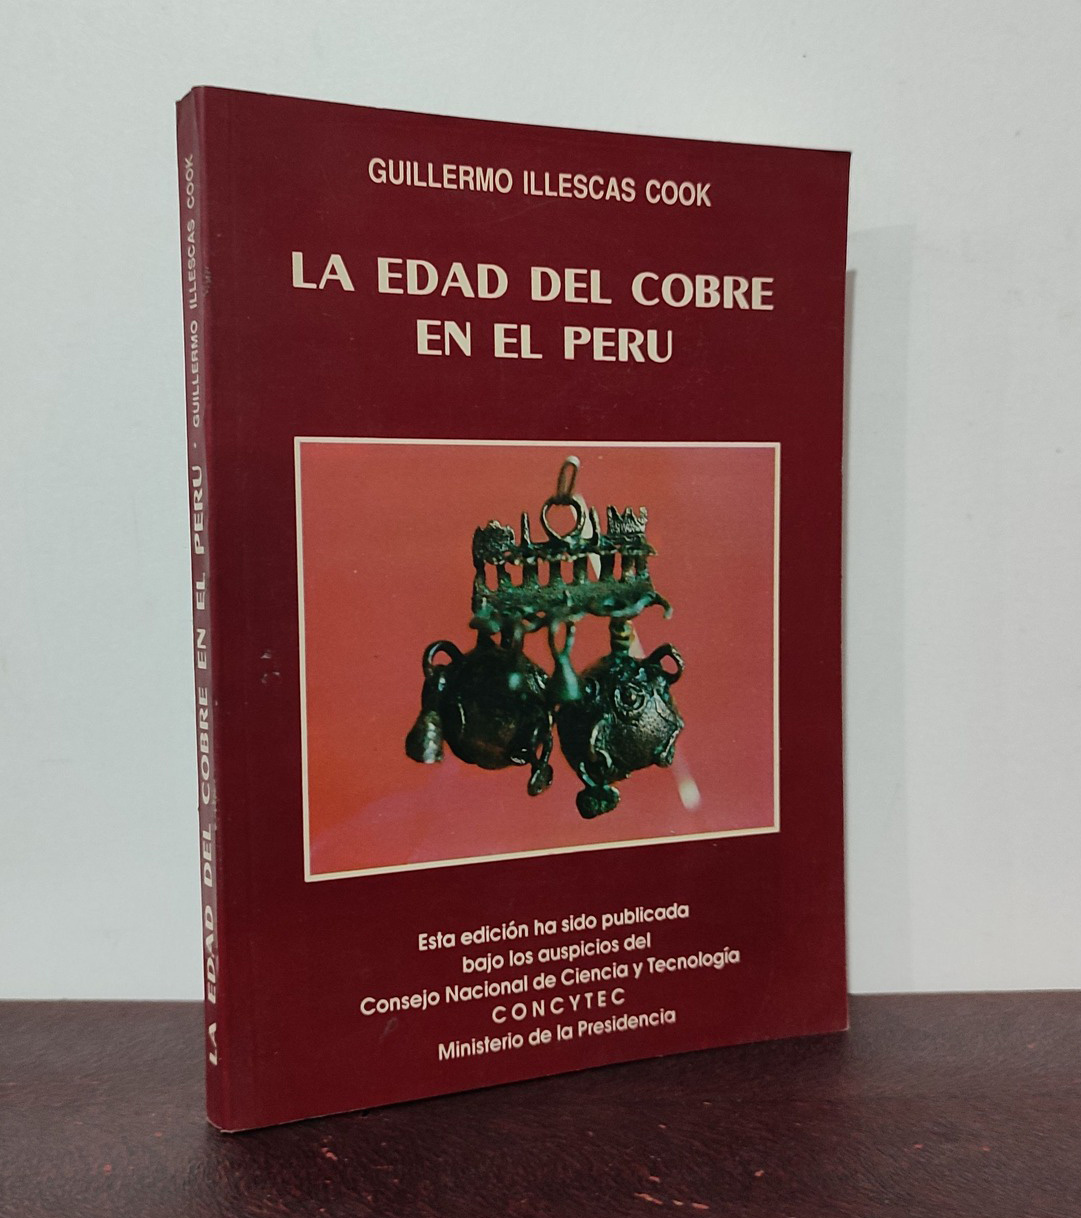 GUILLERMO ILLESCAS COOK
LA EDAD DEL COBRE
EN EL PERU
Esta edición ha sido publicada
bajo los auspicios del
Consejo Nacional de Ciencia y Tecnología
CONCYTEC
Ministerio de la Presidencia
LA EDAD DEL COBRE EN EL PERU · GUILLERMO ILLESCAS COOK